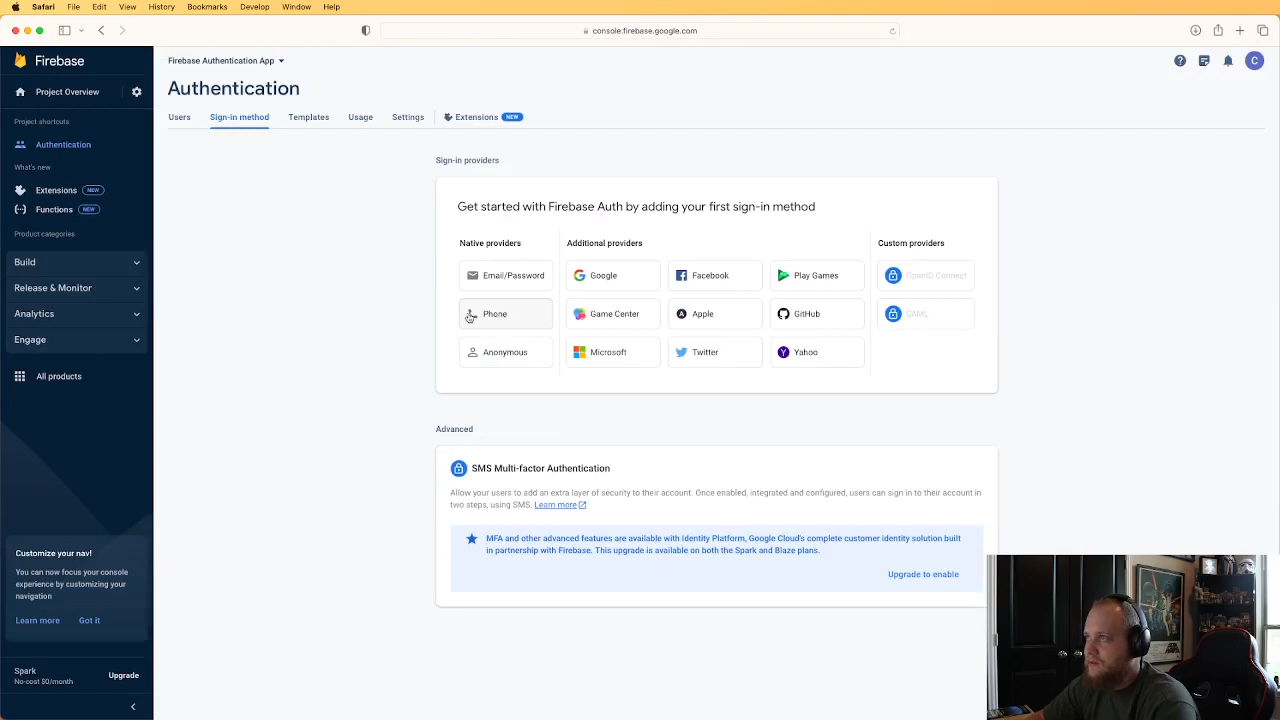 Safari File Edit View History Bookmarks Develop Window Help
console.firebase.google.com
Firebase
Project Overview
Project shortcuts
Authentication
What's new
Extensions NEW
Functions NEW
Product categories
Build
Release & Monitor
Analytics
Engage
All products
Customize your nav!
You can now focus your console
experience by customizing your
navigation
Learn more Got it
Spark
No-cost $0/month
Upgrade
Firebase Authentication App
C
Authentication
Users Sign-in method Templates Usage Settings Extensions NEW
Sign-in providers
Get started with Firebase Auth by adding your first sign-in method
Native providers Additional providers Custom providers
Email/Password Google Facebook Play Games OpenID Connect
Phone Game Center Apple GitHub SAML
Anonymous Microsoft Twitter Yahoo
Advanced
SMS Multi-factor Authentication
Allow your users to add an extra layer of security to their account. Once enabled, integrated and configured, users can sign in to their account in
two steps, using SMS. Learn more
MFA and other advanced features are available with Identity Platform, Google Cloud's complete customer identity solution built
in partnership with Firebase. This upgrade is available on both the Spark and Blaze plans.
Upgrade to enable